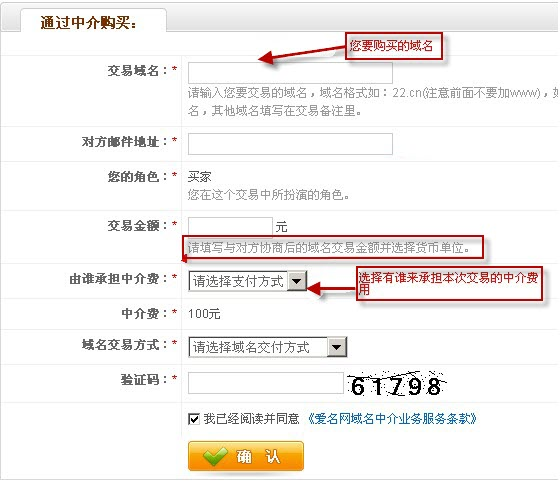 通过中介购买：
您要购买的域名
交易域名：*
请输入您要交易的域名，域名格式如：22.cn(注意前面不要加www)，如
名，其他域名填写在交易备注里。
对方邮件地址：*
您的角色：* 买家
您在这个交易中所扮演的角色。
交易金额：* 元
请填写与对方协商后的域名交易金额并选择货币单位。
由谁承担中介费：* 请选择支付方式
选择有谁来承担本次交易的中介费
用
中介费：* 100元
域名交易方式：* 请选择域名交付方式
验证码：* 61798
我已经阅读并同意 《爱名网域名中介业务服务条款》
确 认